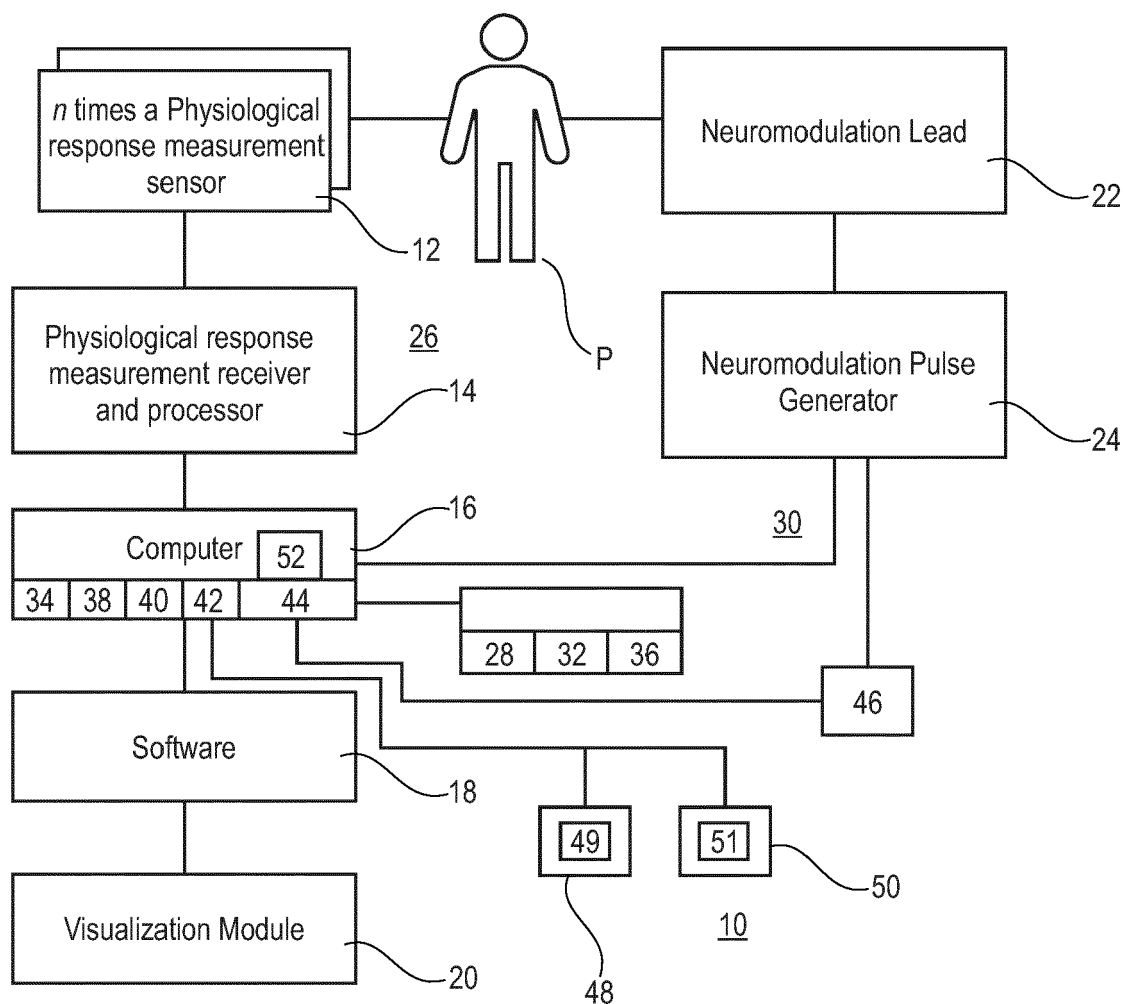 n times a Physiological
response measurement
sensor
12
Neuromodulation Lead
22
P
Physiological response
measurement receiver
and processor
14
26
Neuromodulation Pulse
Generator
24
Computer
52
16
30
34 38 40 42 44
28 32 36
46
Software
18
49
51
48
50
10
Visualization Module
20